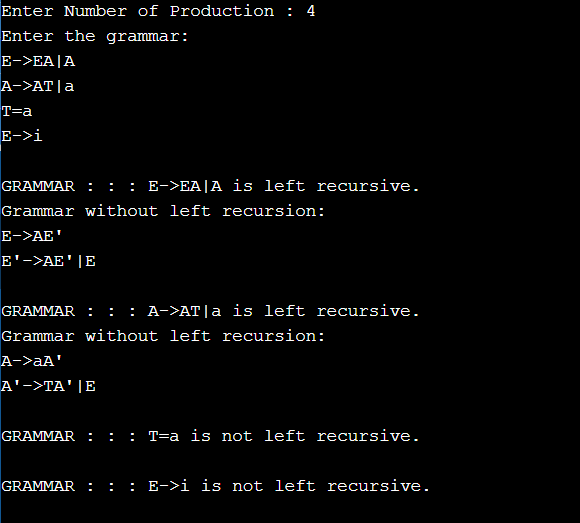 Enter Number of Production : 4
Enter the grammar:
E->EA|A
A->AT|a
T=a
E->i
GRAMMAR : : : E->EA|A is left recursive.
Grammar without left recursion:
E->AE'
E'->AE'|E
GRAMMAR : : : A->AT|a is left recursive.
Grammar without left recursion:
A->aA'
A'->TA'|E
GRAMMAR : : : T=a is not left recursive.
GRAMMAR : : : E->i is not left recursive.